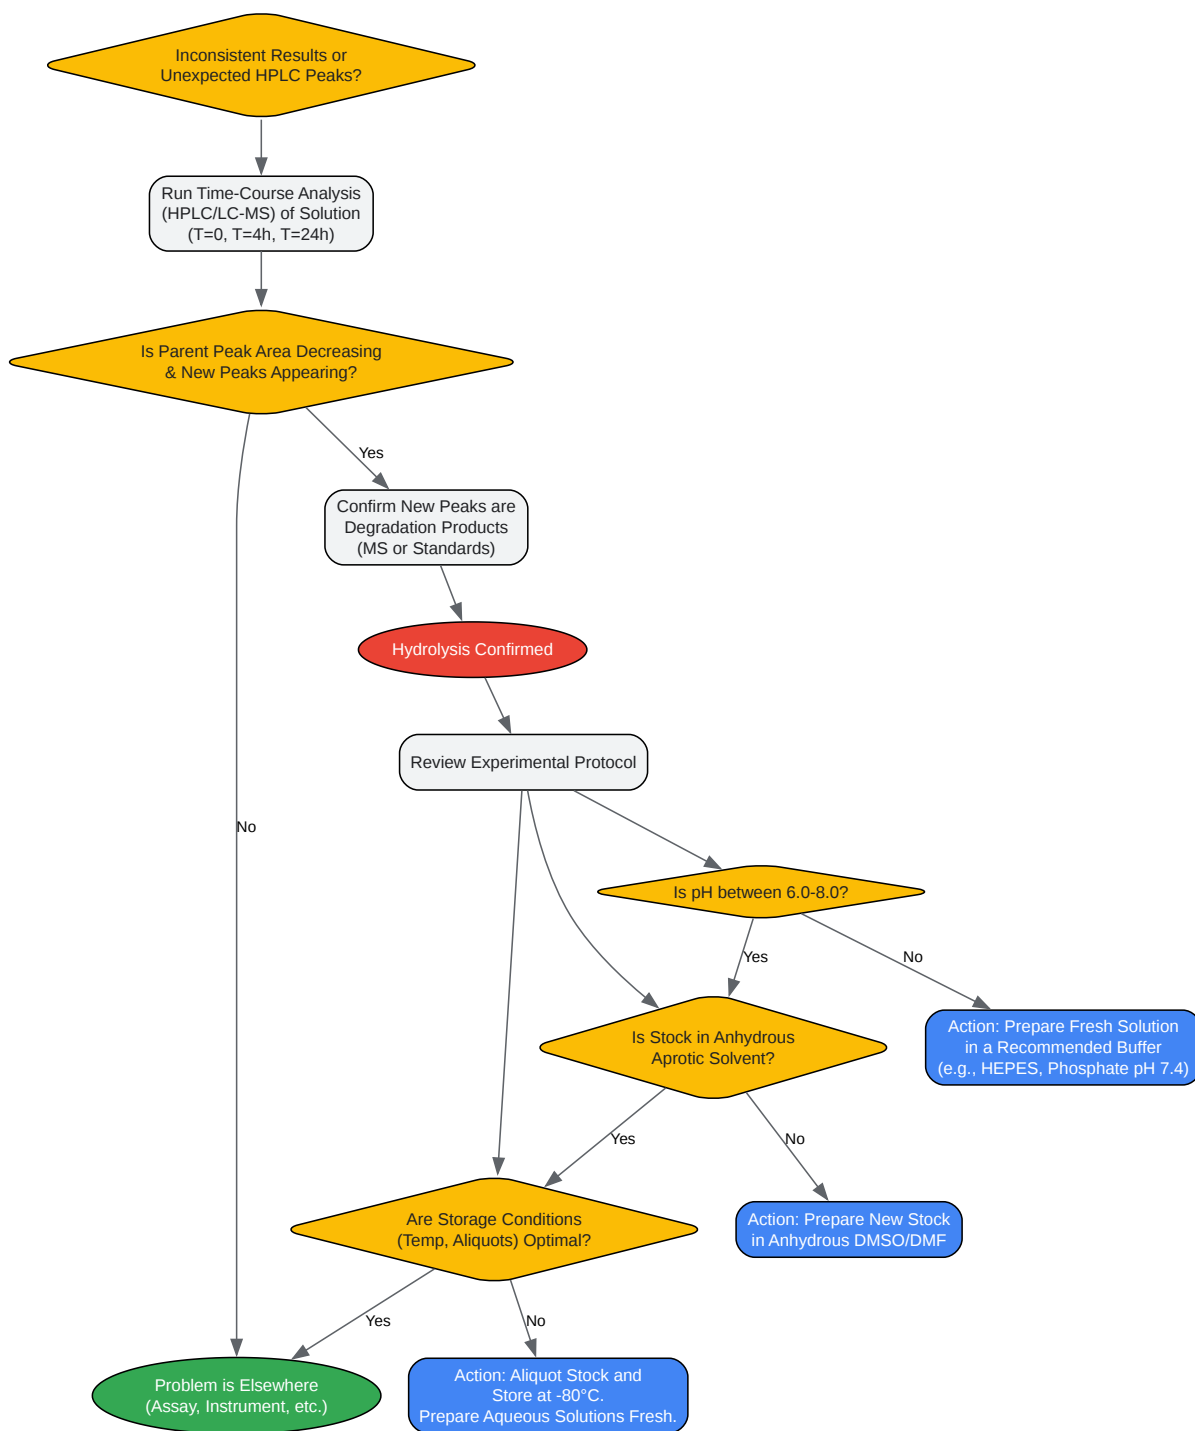 Inconsistent Results or
Unexpected HPLC Peaks?
Run Time-Course Analysis
(HPLC/LC-MS) of Solution
(T=0, T=4h, T=24h)
Is Parent Peak Area Decreasing
& New Peaks Appearing?
Yes
Confirm New Peaks are
Degradation Products
(MS or Standards)
Hydrolysis Confirmed
Review Experimental Protocol
No
Is pH between 6.0-8.0?
Yes
No
Is Stock in Anhydrous
Aprotic Solvent?
Action: Prepare Fresh Solution
in a Recommended Buffer
(e.g., HEPES, Phosphate pH 7.4)
Yes
No
Are Storage Conditions
(Temp, Aliquots) Optimal?
Action: Prepare New Stock
in Anhydrous DMSO/DMF
Yes
No
Problem is Elsewhere
(Assay, Instrument, etc.)
Action: Aliquot Stock and
Store at -80°C.
Prepare Aqueous Solutions Fresh.